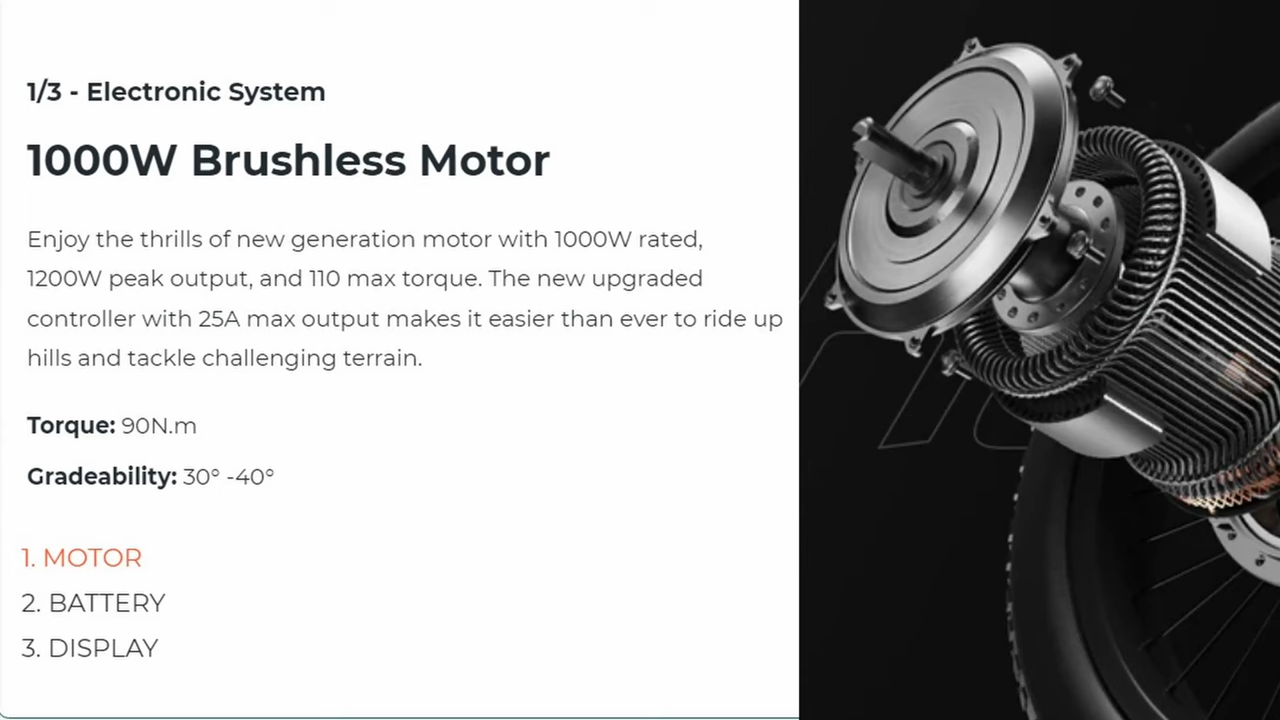 1/3 - Electronic System
1000W Brushless Motor
Enjoy the thrills of new generation motor with 1000W rated,
1200W peak output, and 110 max torque. The new upgraded
controller with 25A max output makes it easier than ever to ride up
hills and tackle challenging terrain.
Torque: 90N.m
Gradeability: 30° -40°
1. MOTOR
2. BATTERY
3. DISPLAY